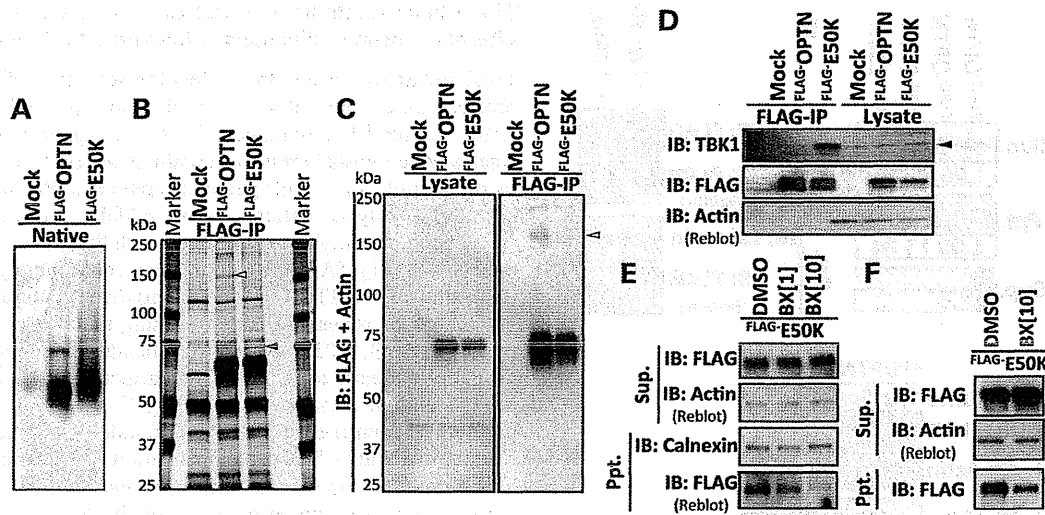 A
Mock
FLAG-OPTN
FLAG-E50K
Native
B
Marker
Mock
FLAG-OPTN
FLAG-E50K
Marker
FLAG-IP
kDa
250
150
100
75
50
37
25
C
Mock
FLAG-OPTN
FLAG-E50K
Mock
FLAG-OPTN
FLAG-E50K
Lysate
FLAG-IP
kDa
250
150
100
75
50
37
25
IB: FLAG + Actin
D
Mock
FLAG-OPTN
FLAG-E50K
Mock
FLAG-OPTN
FLAG-E50K
FLAG-IP
Lysate
IB: TBK1
IB: FLAG
IB: Actin
(Reblot)
E
DMSO
BX[1]
BX[10]
FLAG-E50K
Sup.
IB: FLAG
IB: Actin
(Reblot)
Ppt.
IB: Calnexin
IB: FLAG
(Reblot)
F
DMSO
BX[10]
FLAG-E50K
Sup.
IB: FLAG
IB: Actin
(Reblot)
Ppt.
IB: FLAG